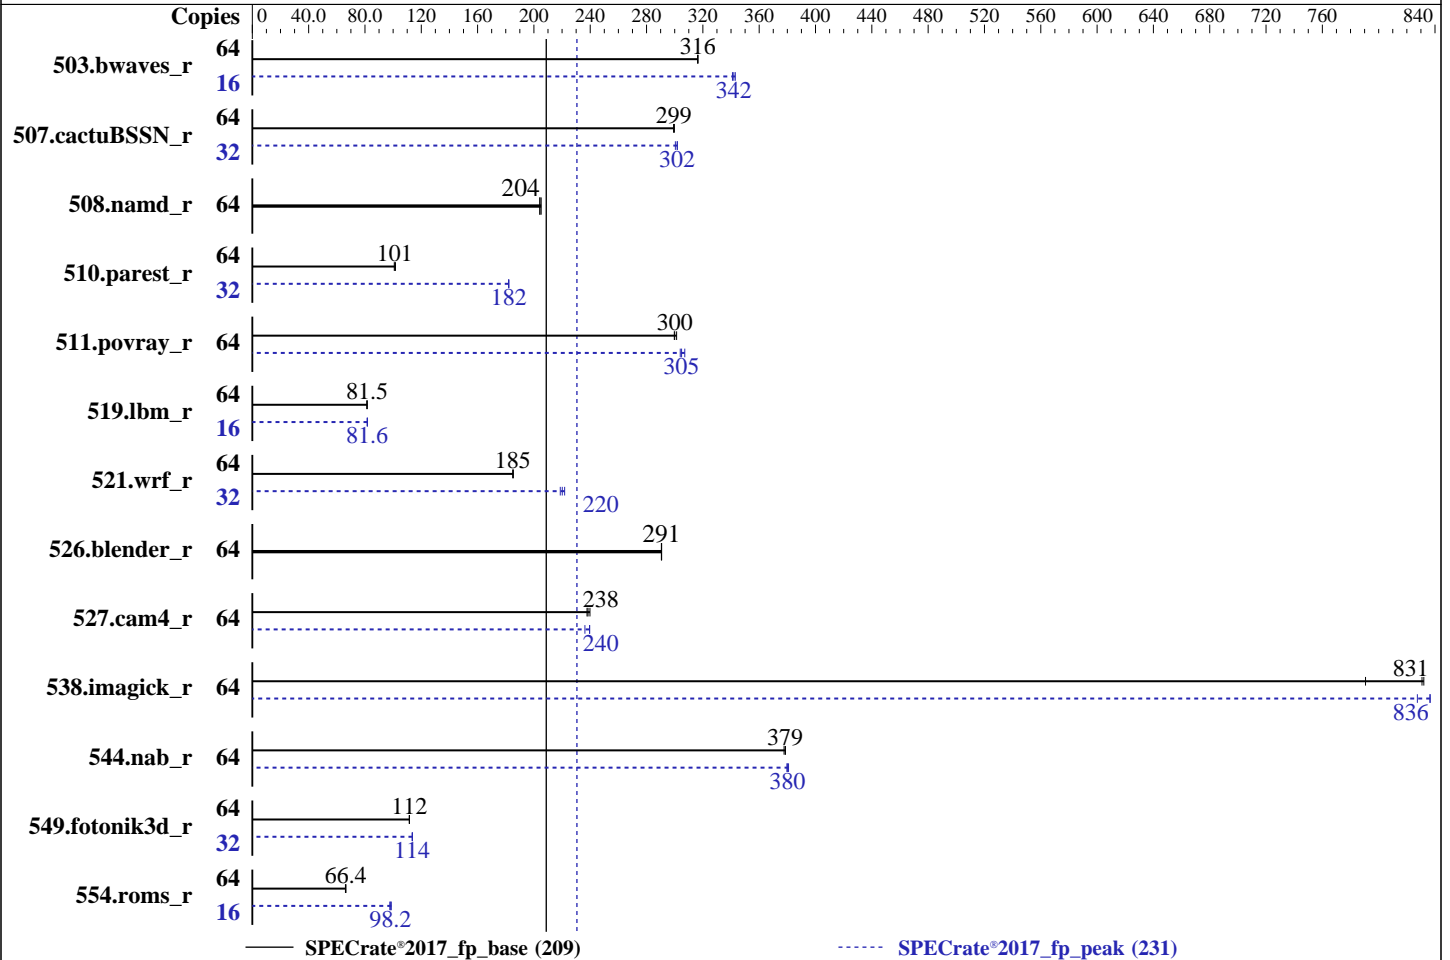 Copies 0 40.0 80.0 120 160 200 240 280 320 360 400 440 480 520 560 600 640 680 720 760 840
503.bwaves_r 64 316
16 342
507.cactuBSSN_r 64 299
32 302
508.namd_r 64 204
510.parest_r 64 101
32 182
511.povray_r 64 300
305
519.lbm_r 64 81.5
16 81.6
521.wrf_r 64 185
32 220
526.blender_r 64 291
527.cam4_r 64 238
240
538.imagick_r 64 831
836
544.nab_r 64 379
380
549.fotonik3d_r 64 112
32 114
554.roms_r 64 66.4
16 98.2
SPECrate®2017_fp_base (209) SPECrate®2017_fp_peak (231)